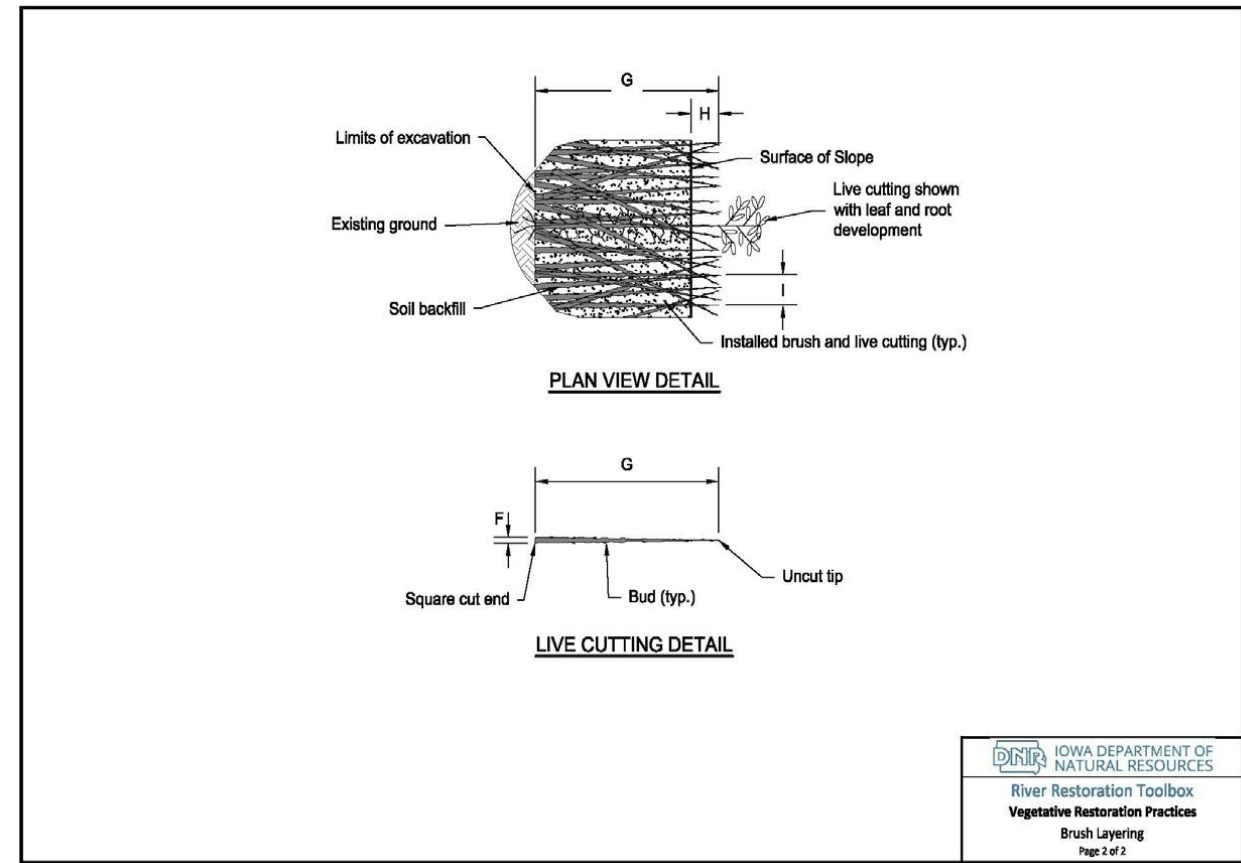 G
H
Limits of excavation
Surface of Slope
Live cutting shown
with leaf and root
development
Existing ground
I
Soil backfill
Installed brush and live cutting (typ.)
PLAN VIEW DETAIL
G
F
Square cut end
Bud (typ.)
Uncut tip
LIVE CUTTING DETAIL
DNR
IOWA DEPARTMENT OF
NATURAL RESOURCES
River Restoration Toolbox
Vegetative Restoration Practices
Brush Layering
Page 2 of 2